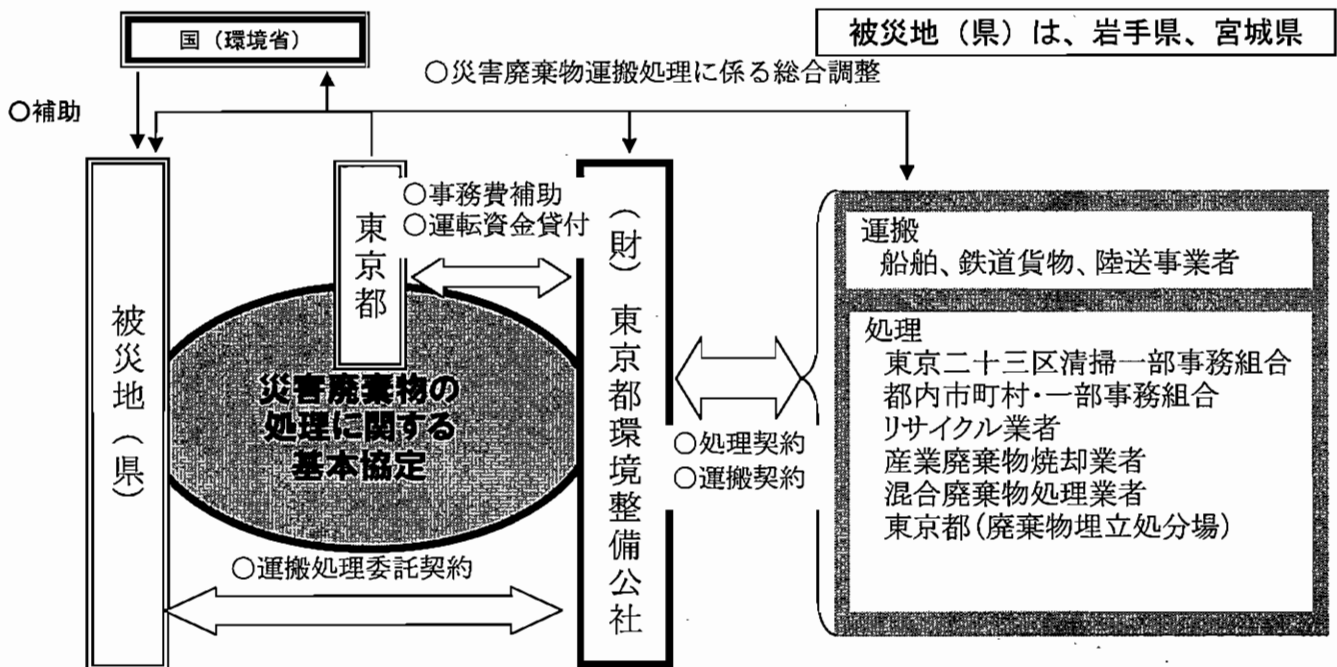 国（環境省）
被災地（県）は、岩手県、宮城県
○災害廃棄物運搬処理に係る総合調整
○補助
被災地（県）
東京都
○事務費補助
○運転資金貸付
（財）東京都環境整備公社
災害廃棄物の
処理に関する
基本協定
○運搬処理委託契約
○処理契約
○運搬契約
運搬
船舶、鉄道貨物、陸送事業者
処理
東京二十三区清掃一部事務組合
都内市町村・一部事務組合
リサイクル業者
産業廃棄物焼却業者
混合廃棄物処理業者
東京都（廃棄物埋立処分場）